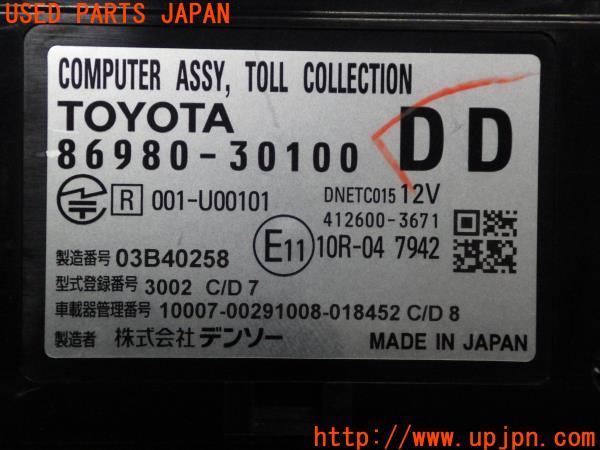 USED PARTS JAPAN
COMPUTER ASSY, TOLL COLLECTION
TOYOTA
86980-30100
DD
R 001-U00101
DNETC015 12V
412600-3671
E11 10R-04 7942
製造番号 03B40258
型式登録番号 3002 C/D 7
車載器管理番号 10007-00291008-018452 C/D 8
製造者 株式会社デンソー
MADE IN JAPAN
UPJ
http://www.upjpn.com